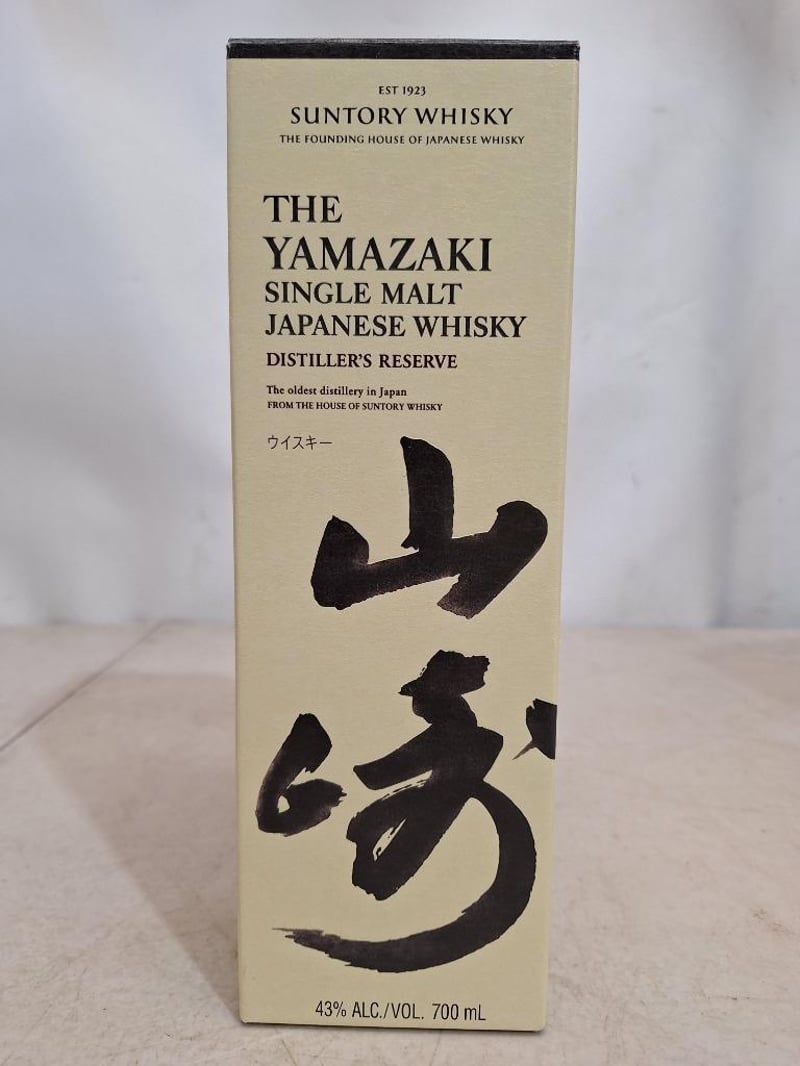 EST 1923
SUNTORY WHISKY
THE FOUNDING HOUSE OF JAPANESE WHISKY
THE
YAMAZAKI
SINGLE MALT
JAPANESE WHISKY
DISTILLER'S RESERVE
The oldest distillery in Japan
FROM THE HOUSE OF SUNTORY WHISKY
ウイスキー
山
崎
43% ALC./VOL. 700 mL